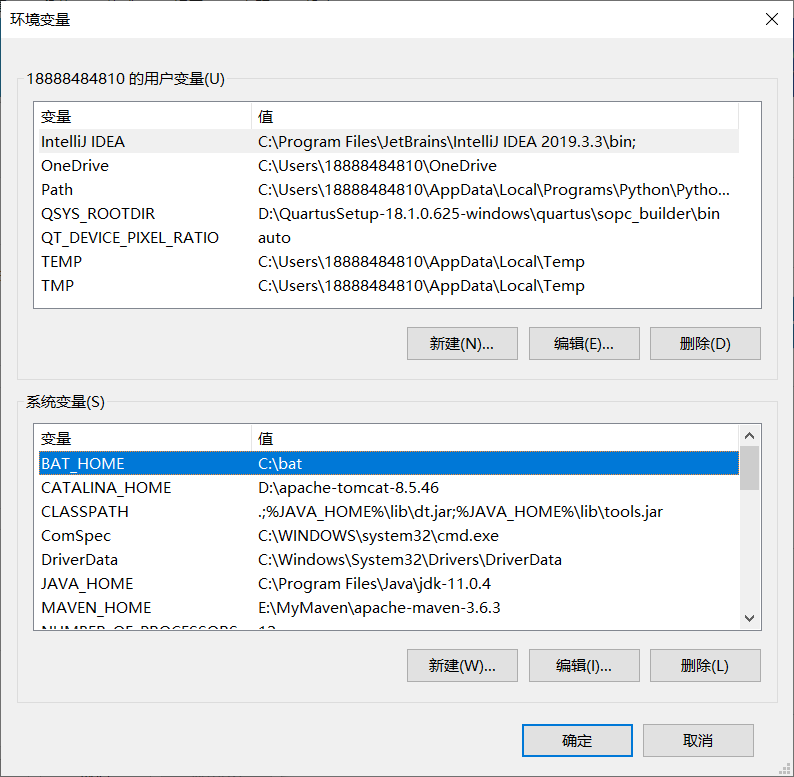 环境变量
18888484810 的用户变量(U)
变量 值
IntelliJ IDEA C:\Program Files\JetBrains\IntelliJ IDEA 2019.3.3\bin;
OneDrive C:\Users\18888484810\OneDrive
Path C:\Users\18888484810\AppData\Local\Programs\Python\Pytho...
QSYS_ROOTDIR D:\QuartusSetup-18.1.0.625-windows\quartus\sopc_builder\bin
QT_DEVICE_PIXEL_RATIO auto
TEMP C:\Users\18888484810\AppData\Local\Temp
TMP C:\Users\18888484810\AppData\Local\Temp
新建(N)... 编辑(E)... 删除(D)
系统变量(S)
变量 值
BAT_HOME C:\bat
CATALINA_HOME D:\apache-tomcat-8.5.46
CLASSPATH .;%JAVA_HOME%\lib\dt.jar;%JAVA_HOME%\lib\tools.jar
ComSpec C:\WINDOWS\system32\cmd.exe
DriverData C:\Windows\System32\Drivers\DriverData
JAVA_HOME C:\Program Files\Java\jdk-11.0.4
MAVEN_HOME E:\MyMaven\apache-maven-3.6.3
NUMBER_OF_PROCESSORS 12
新建(W)... 编辑(I)... 删除(L)
确定 取消